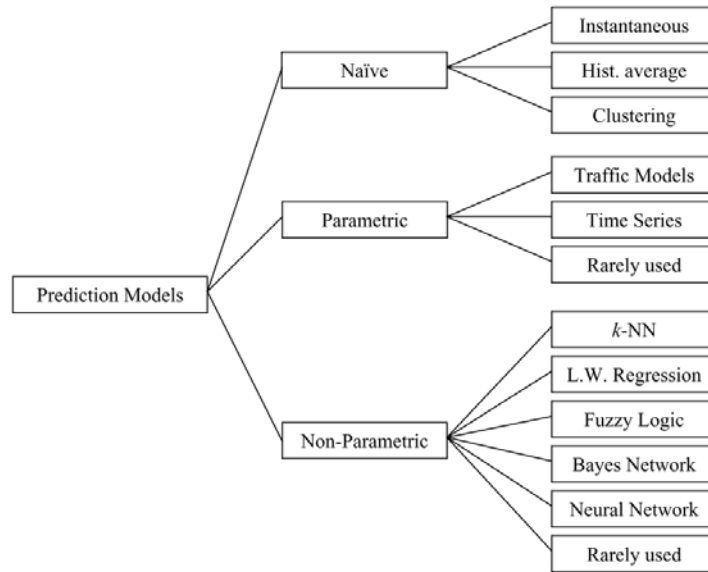 Instantaneous
Naïve
Hist. average
Clustering
Traffic Models
Parametric
Time Series
Rarely used
Prediction Models
k-NN
L.W. Regression
Fuzzy Logic
Non-Parametric
Bayes Network
Neural Network
Rarely used